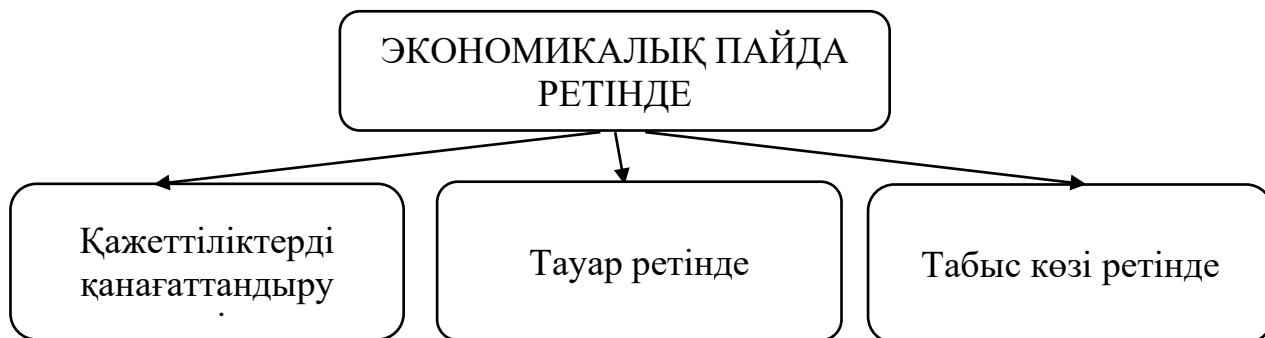 ЭКОНОМИКАЛЫҚ ПАЙДА
РЕТІНДЕ
Қажеттіліктерді
қанағаттандыру
Тауар ретінде
Табыс көзі ретінде